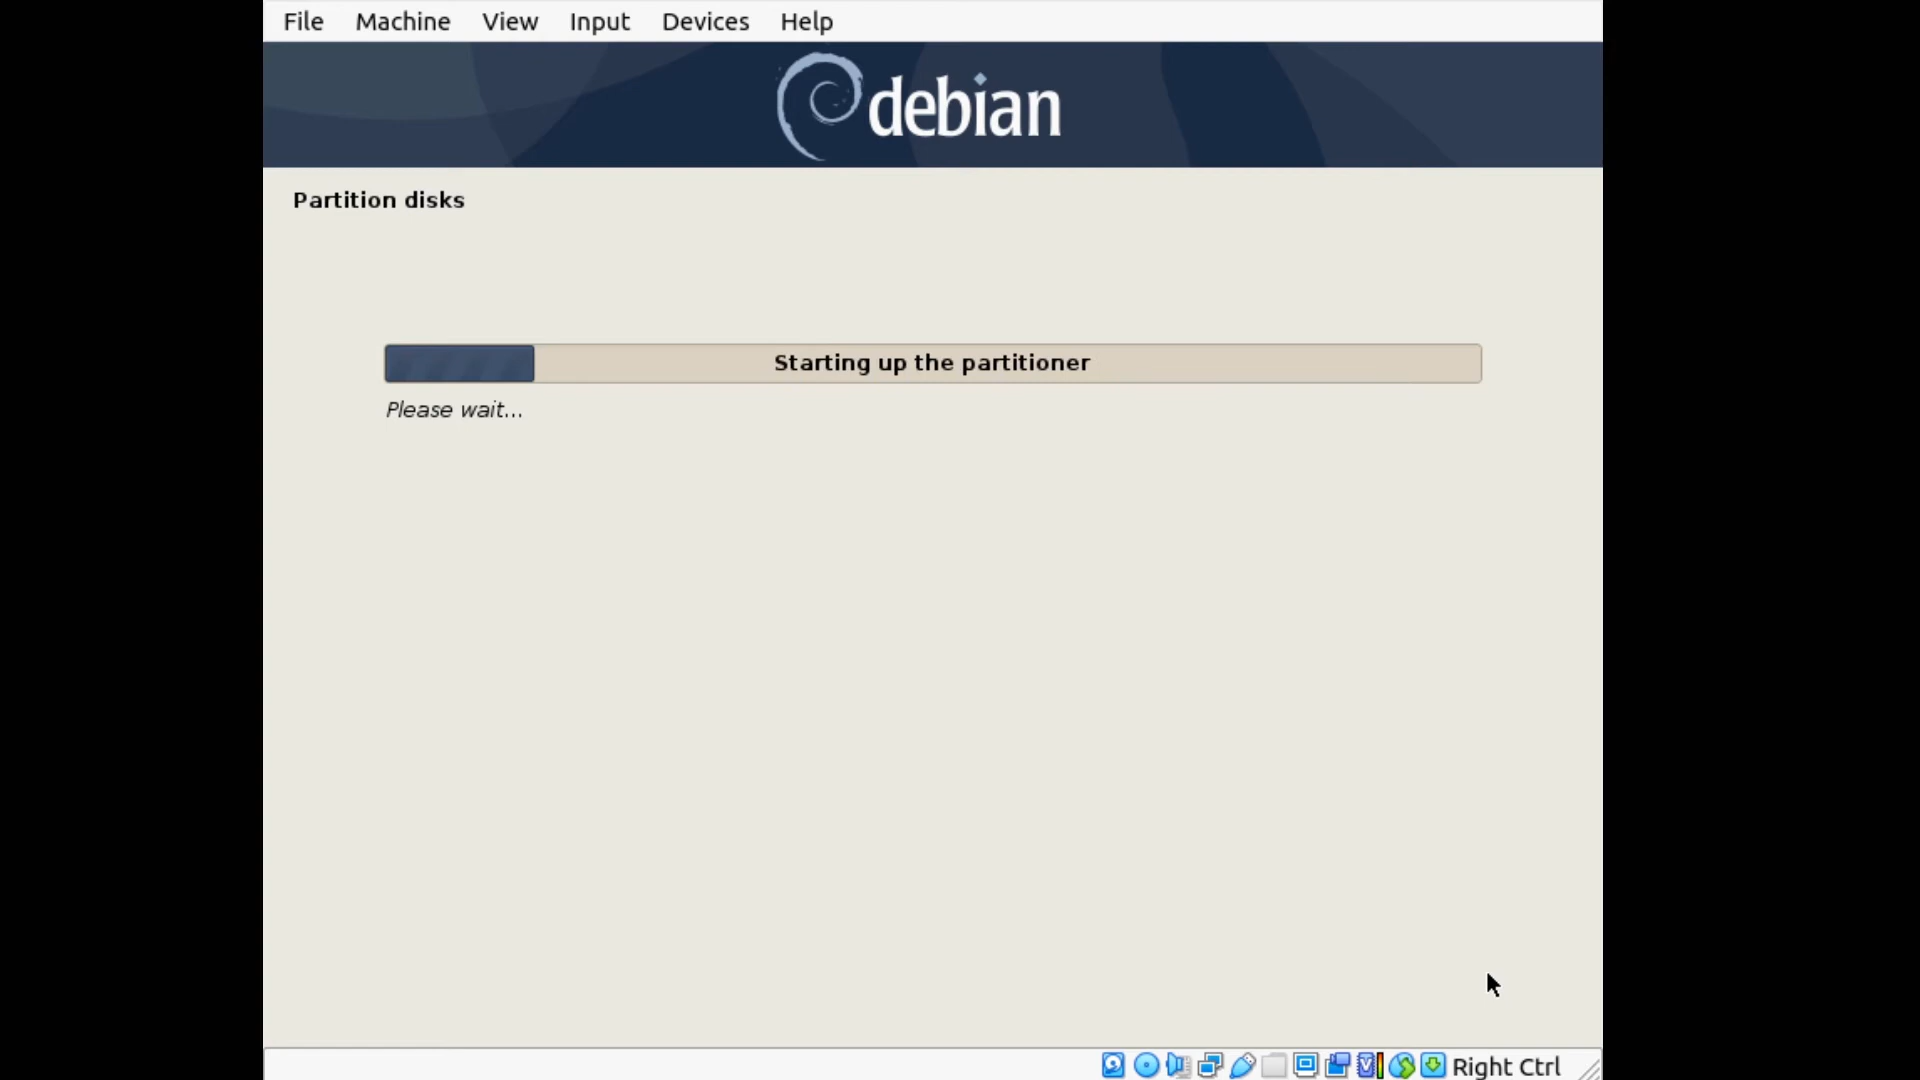 File Machine View Input Devices Help
debian
Partition disks
Starting up the partitioner
Please wait...
Right Ctrl